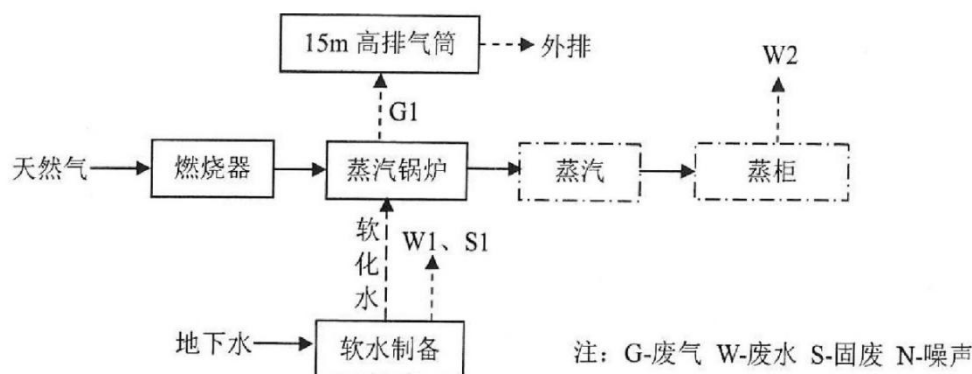 15m 高排气筒
外排
W2
G1
天然气
燃烧器
蒸汽锅炉
蒸汽
蒸柜
软化水
W1、S1
地下水
软水制备
注：G-废气 W-废水 S-固废 N-噪声